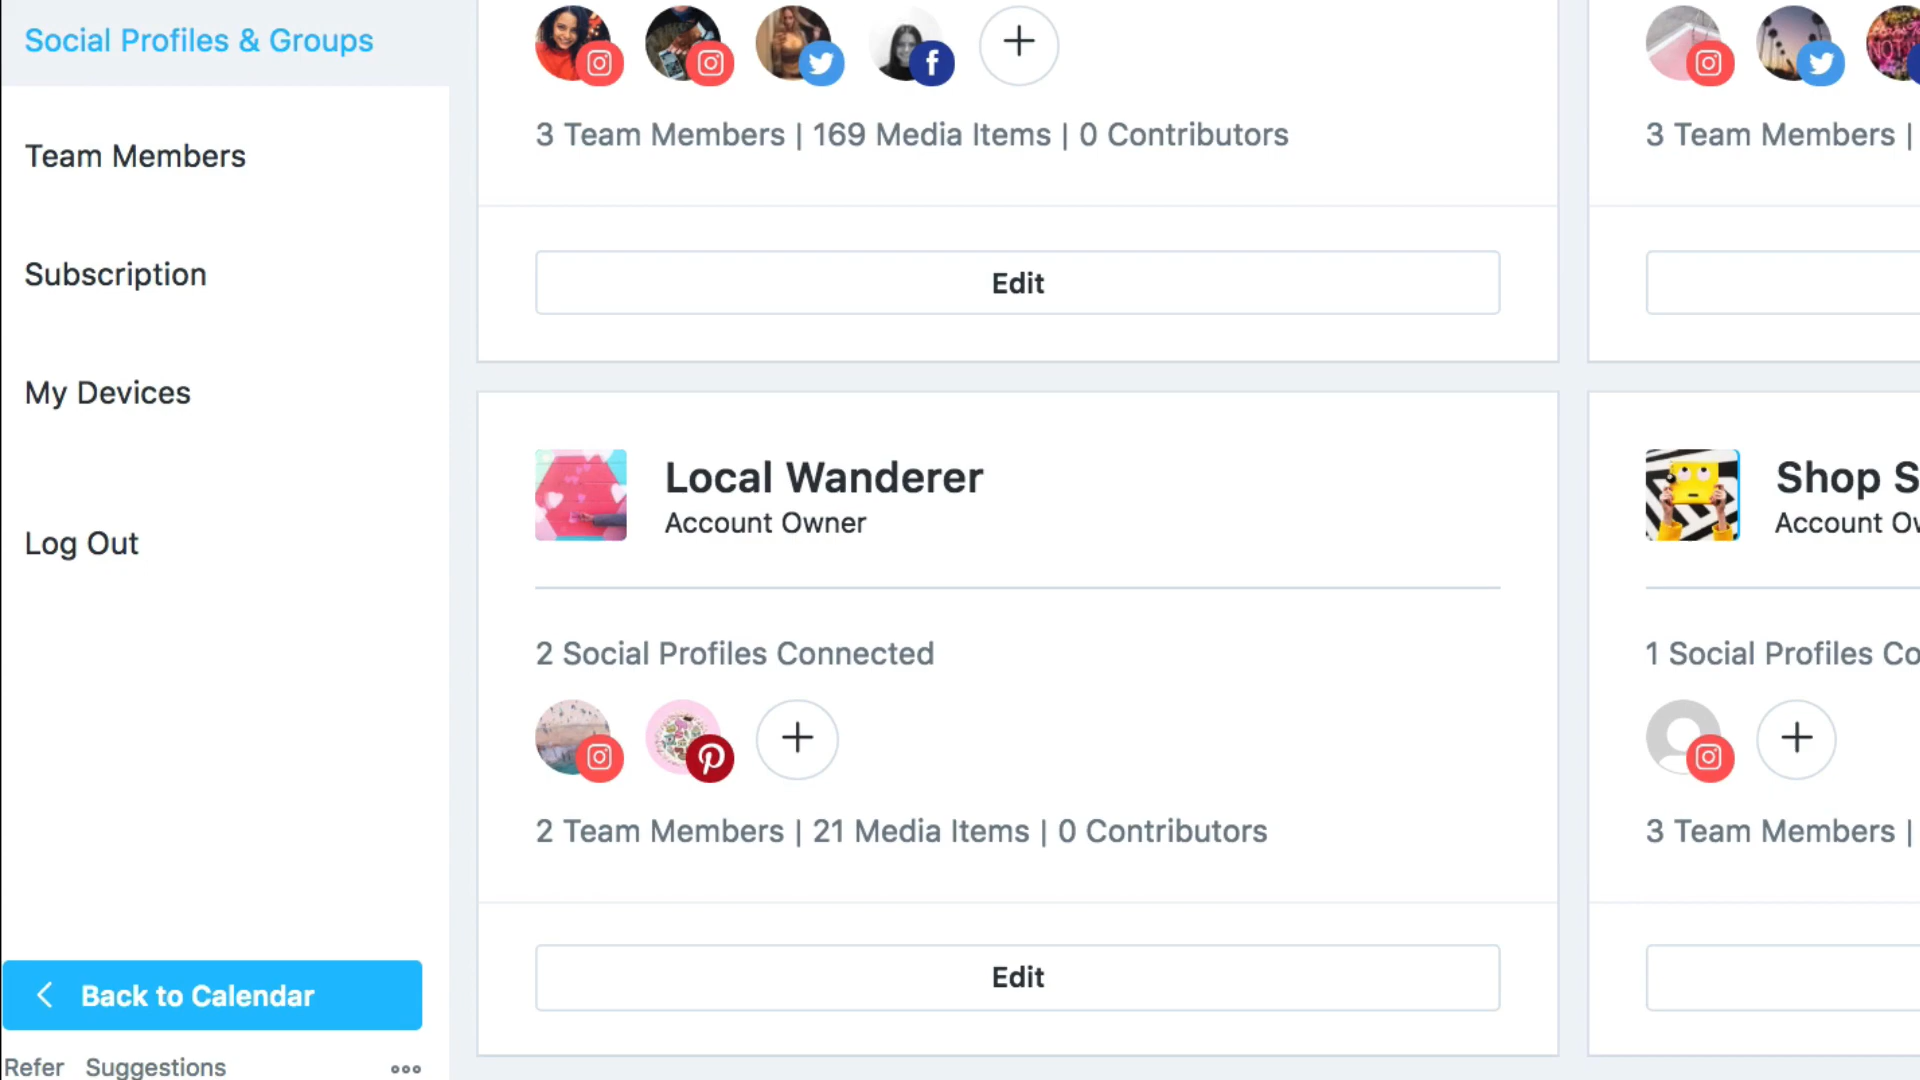 Social Profiles & Groups
Team Members
Subscription
My Devices
Log Out
Back to Calendar
Refer Suggestions
3 Team Members | 169 Media Items | 0 Contributors
Edit
Local Wanderer
Account Owner
2 Social Profiles Connected
2 Team Members | 21 Media Items | 0 Contributors
Edit
3 Team Members |
Shop S
Account Ow
1 Social Profiles Co
3 Team Members |